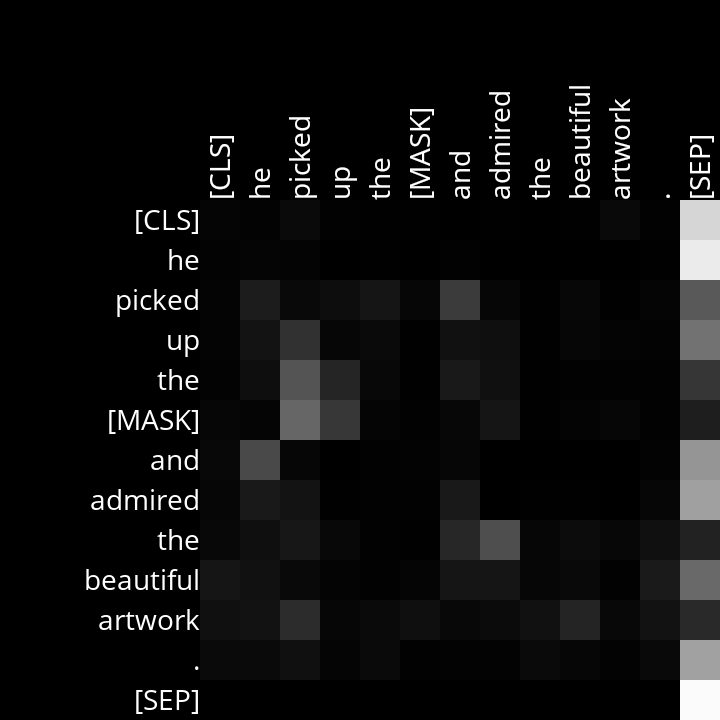 [CLS] he picked up the [MASK] and admired the beautiful artwork . [SEP]
[CLS]
he
picked
up
the
[MASK]
and
admired
the
beautiful
artwork
.
[SEP]